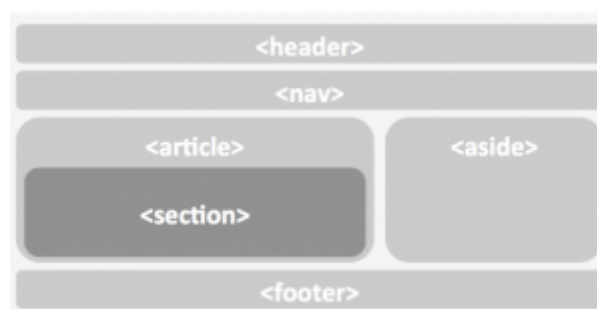 <header>
<nav>
<article>
<aside>
<section>
<footer>